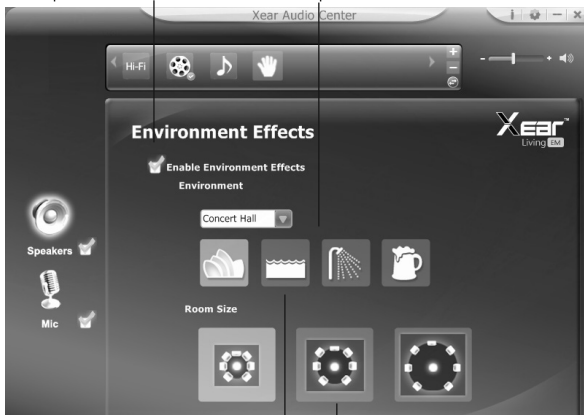 Xear Audio Center
Hi-Fi
Environment Effects
Xear™
Living EM
Enable Environment Effects
Environment
Concert Hall
Speakers
Room Size
Mic